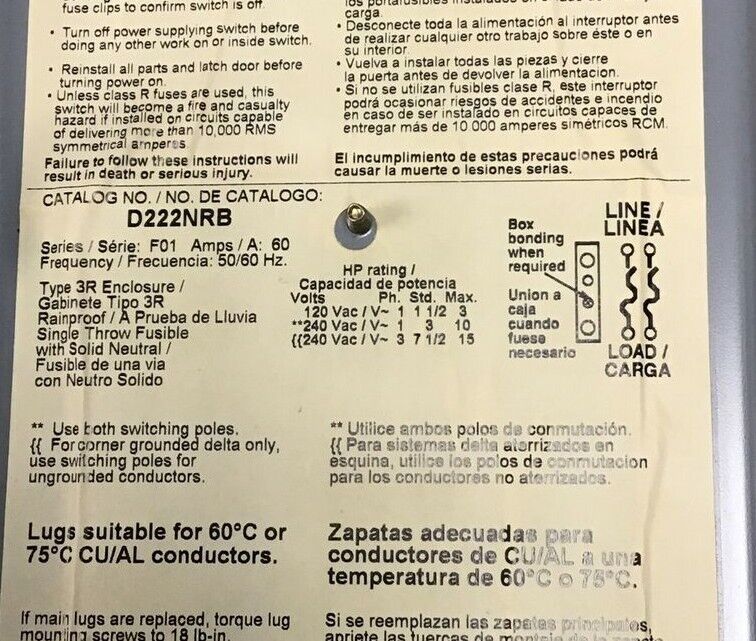 fuse clips to confirm switch is off.
• Turn off power supplying switch before
doing any other work on or inside switch.
• Reinstall all parts and latch door before
turning power on.
• Unless class R fuses are used, this
switch will become a fire and casualty
hazard if installed on circuits capable
of delivering more than 10,000 RMS
symmetrical amperes
Failure to follow these instructions will
result in death or serious injury.
carga.
• Desconecte toda la alimentación al interruptor antes
de realizar cualquier otro trabajo sobre éste o en
su interior
• Vuelva a instalar todas las piezas y cierre
la puerta antes de devolver la alimentación.
• Si no se utilizan fusibles clase R, este interruptor
podrá ocasionar riesgos de accidentes e incendio
en caso de ser instalado en circuitos capaces de
entregar más de 10 000 amperes simétricos RCM.
El incumplimiento de estas precauciones podrá
causar la muerte o lesiones serias.
CATALOG NO. / NO. DE CATALOGO:
D222NRB
Series / Série: F01 Amps / A: 60
Frequency / Frecuencia: 50/60 Hz.
Type 3R Enclosure /
Gabinete Tipo 3R
Rainproof / A Prueba de Lluvia
Single Throw Fusible
with Solid Neutral /
Fusible de una via
con Neutro Solido
HP rating /
Capacidad de potencia
Volts Ph. Std. Max.
120 Vac / V~ 1 1 1/2 3
**240 Vac / V~ 1 3 10
{{240 Vac / V~ 3 7 1/2 15
Box
bonding
when
required
Union a
caja
cuando
fuese
necesario
LINE /
LINEA
LOAD /
CARGA
** Use both switching poles.
{{ For corner grounded delta only,
use switching poles for
ungrounded conductors.
** Utilice ambos polos de conmutación.
{{ Para sistemas delta aterrizados en
esquina, utilice los polos de conmutacion
para los conductores no aterrizados.
Lugs suitable for 60°C or
75°C CU/AL conductors.
Zapatas adecuadas para
conductores de CU/AL a una
temperatura de 60°C o 75°C.
If main lugs are replaced, torque lug
mounting screws to 18 lb-in.
Si se reemplazan las zapatas principales,
apriete las tuercas de montaje de la